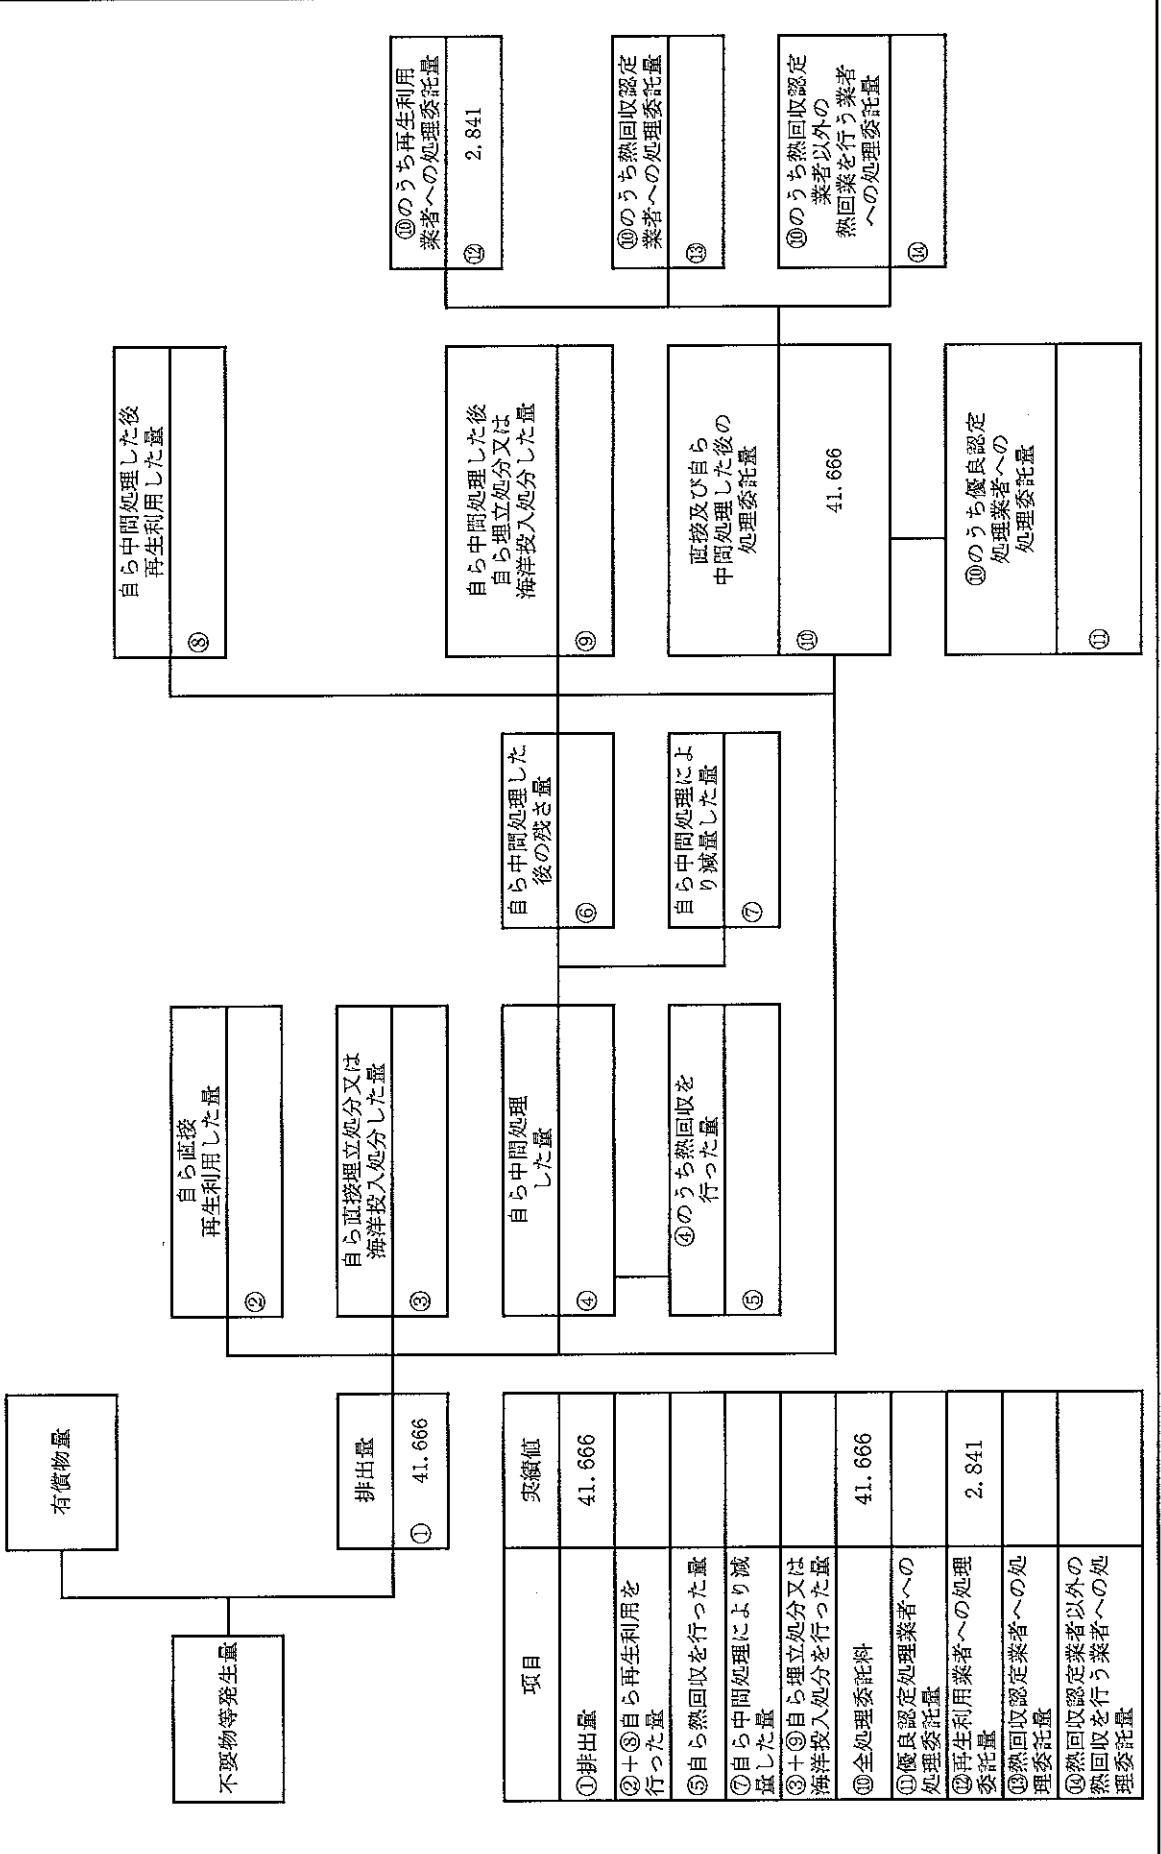 不要物等発生量
有償物量
排出量
① 41.666
自ら直接
再生利用した量
②
自ら直接埋立処分又は
海洋投入処分した量
③
自ら中間処理
した量
④
④のうち熱回収を
行った量
⑤
自ら中間処理した
後の残さ量
⑥
自ら中間処理によ
り減量した量
⑦
自ら中間処理した後
再生利用した量
⑧
自ら中間処理した後
自ら埋立処分又は
海洋投入処分した量
⑨
直接及び自ら
中間処理した後の
処理委託量
⑩ 41.666
⑩のうち優良認定
処理業者への
処理委託量
⑪
⑩のうち再生利用
業者への処理委託量
⑫ 2.841
⑩のうち熱回収認定
業者への処理委託量
⑬
⑩のうち熱回収認定
業者以外の
熱回業を行う業者
への処理委託量
⑭
項目 実績値
①排出量 41.666
②+⑧自ら再生利用を
行った量
⑤自ら熱回収を行った量
⑦自ら中間処理により減
量した量
③+⑨自ら埋立処分又は
海洋投入処分を行った量
⑩全処理委託料 41.666
⑪優良認定処理業者への
処理委託量
⑫再生利用業者への処理
委託量 2.841
⑬熱回収認定業者への処
理委託量
⑭熱回収認定業者以外の
熱回収を行う業者への処
理委託量